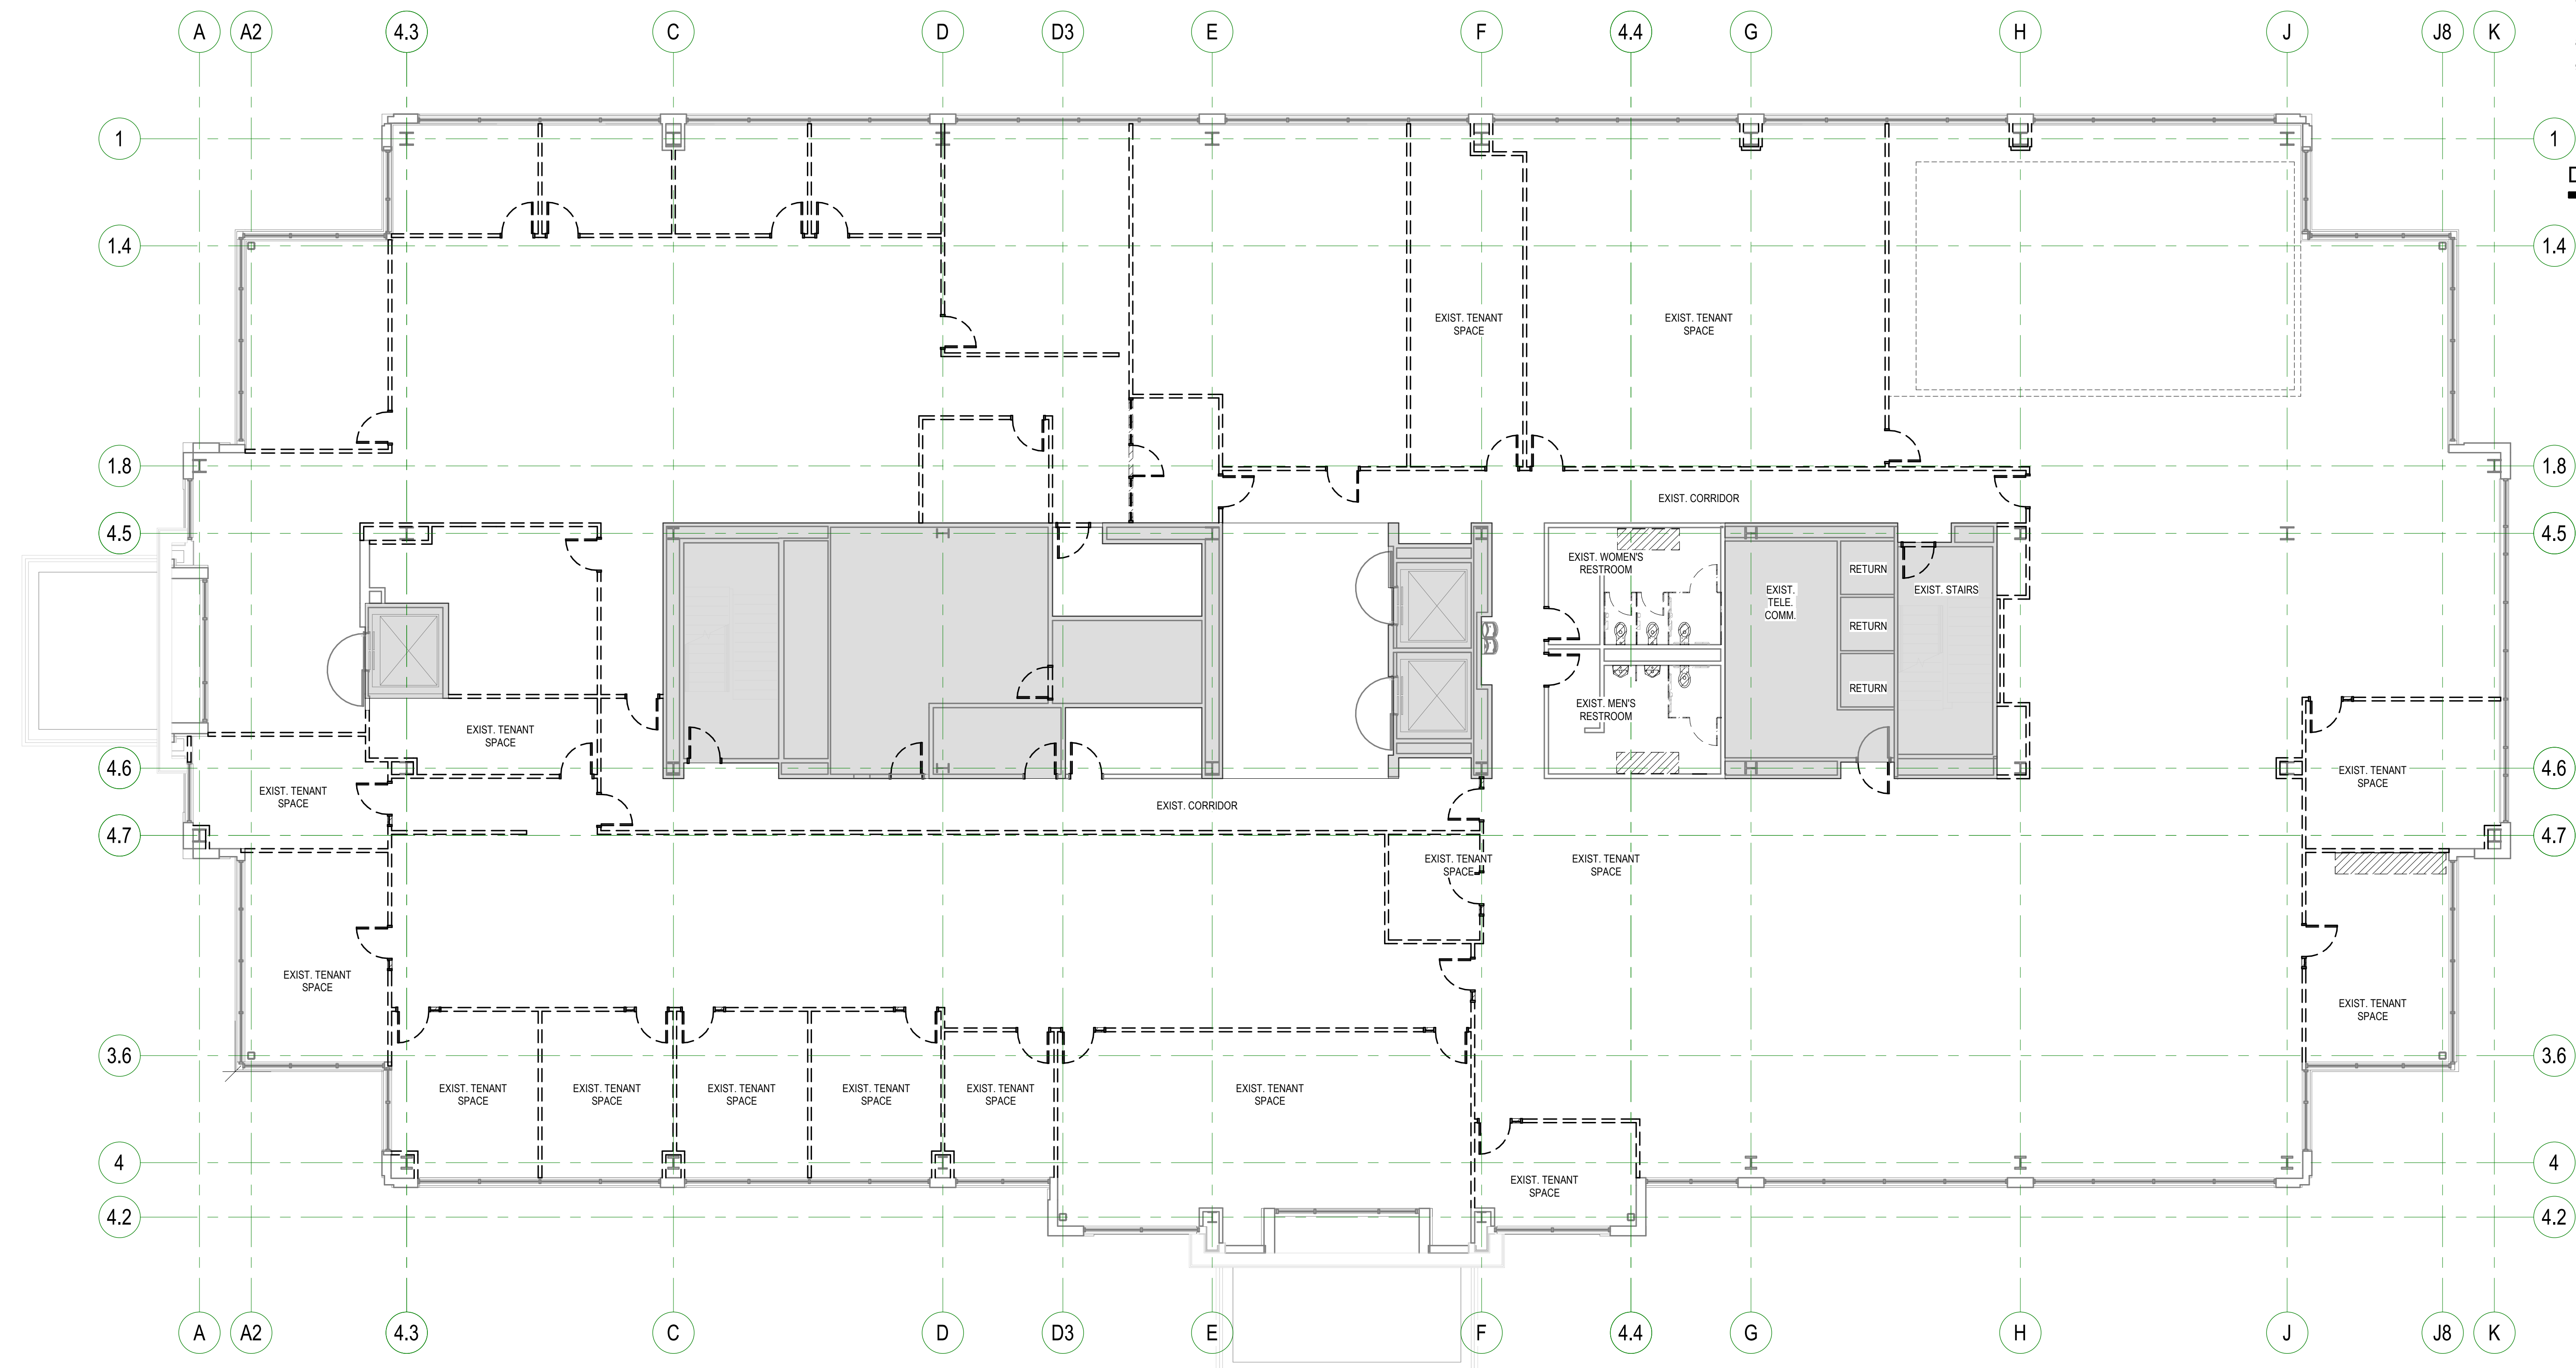 A
A2
4.3
C
D
D3
E
F
4.4
G
H
J
J8
K
1
1
1.4
1.4
EXIST. TENANT
SPACE
EXIST. TENANT
SPACE
1.8
1.8
EXIST. CORRIDOR
4.5
4.5
EXIST. WOMEN'S
RESTROOM
RETURN
EXIST.
TELE.
COMM.
EXIST. STAIRS
RETURN
RETURN
EXIST. MEN'S
RESTROOM
EXIST. TENANT
SPACE
4.6
4.6
EXIST. TENANT
SPACE
EXIST. TENANT
SPACE
EXIST. CORRIDOR
4.7
4.7
EXIST. TENANT
SPACE
EXIST. TENANT
SPACE
EXIST. TENANT
SPACE
EXIST. TENANT
SPACE
3.6
3.6
EXIST. TENANT
SPACE
EXIST. TENANT
SPACE
EXIST. TENANT
SPACE
EXIST. TENANT
SPACE
EXIST. TENANT
SPACE
EXIST. TENANT
SPACE
4
4
EXIST. TENANT
SPACE
4.2
4.2
A
A2
4.3
C
D
D3
E
F
4.4
G
H
J
J8
K